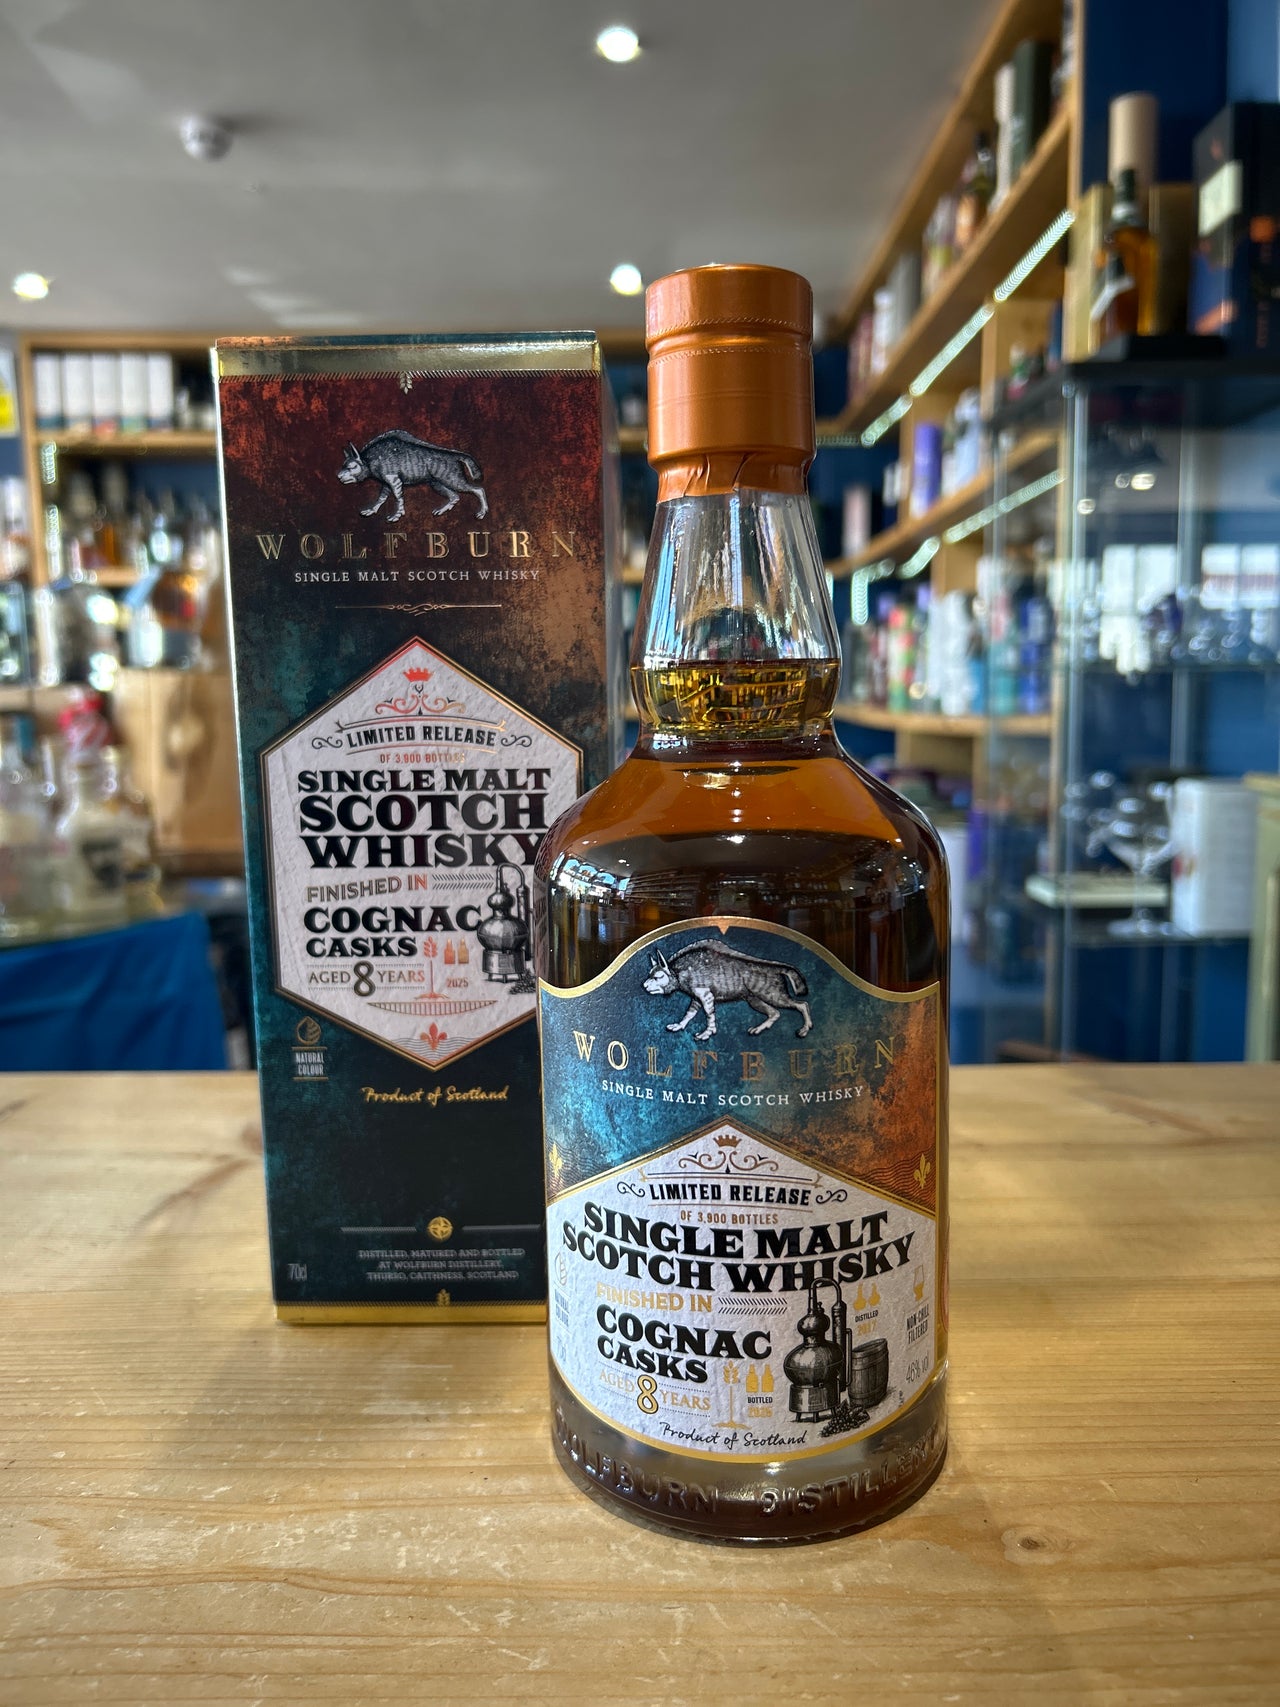 WOLFBURN
SINGLE MALT SCOTCH WHISKY
LIMITED RELEASE
OF 3,900 BOTTLES
SINGLE MALT
SCOTCH
WHISKY
FINISHED IN
COGNAC
CASKS
AGED 8 YEARS
2025
NATURAL
COLOUR
Product of Scotland
DISTILLED, MATURED AND BOTTLED
AT WOLFBURN DISTILLERY,
THURSO, CAITHNESS, SCOTLAND
70cl
WOLFBURN
SINGLE MALT SCOTCH WHISKY
LIMITED RELEASE
OF 3,900 BOTTLES
SINGLE MALT
SCOTCH WHISKY
FINISHED IN
COGNAC
CASKS
AGED 8 YEARS
BOTTLED
2025
DISTILLED
2017
NON-CHILL
FILTERED
46% vol
Product of Scotland
WOLFBURN DISTILLERY